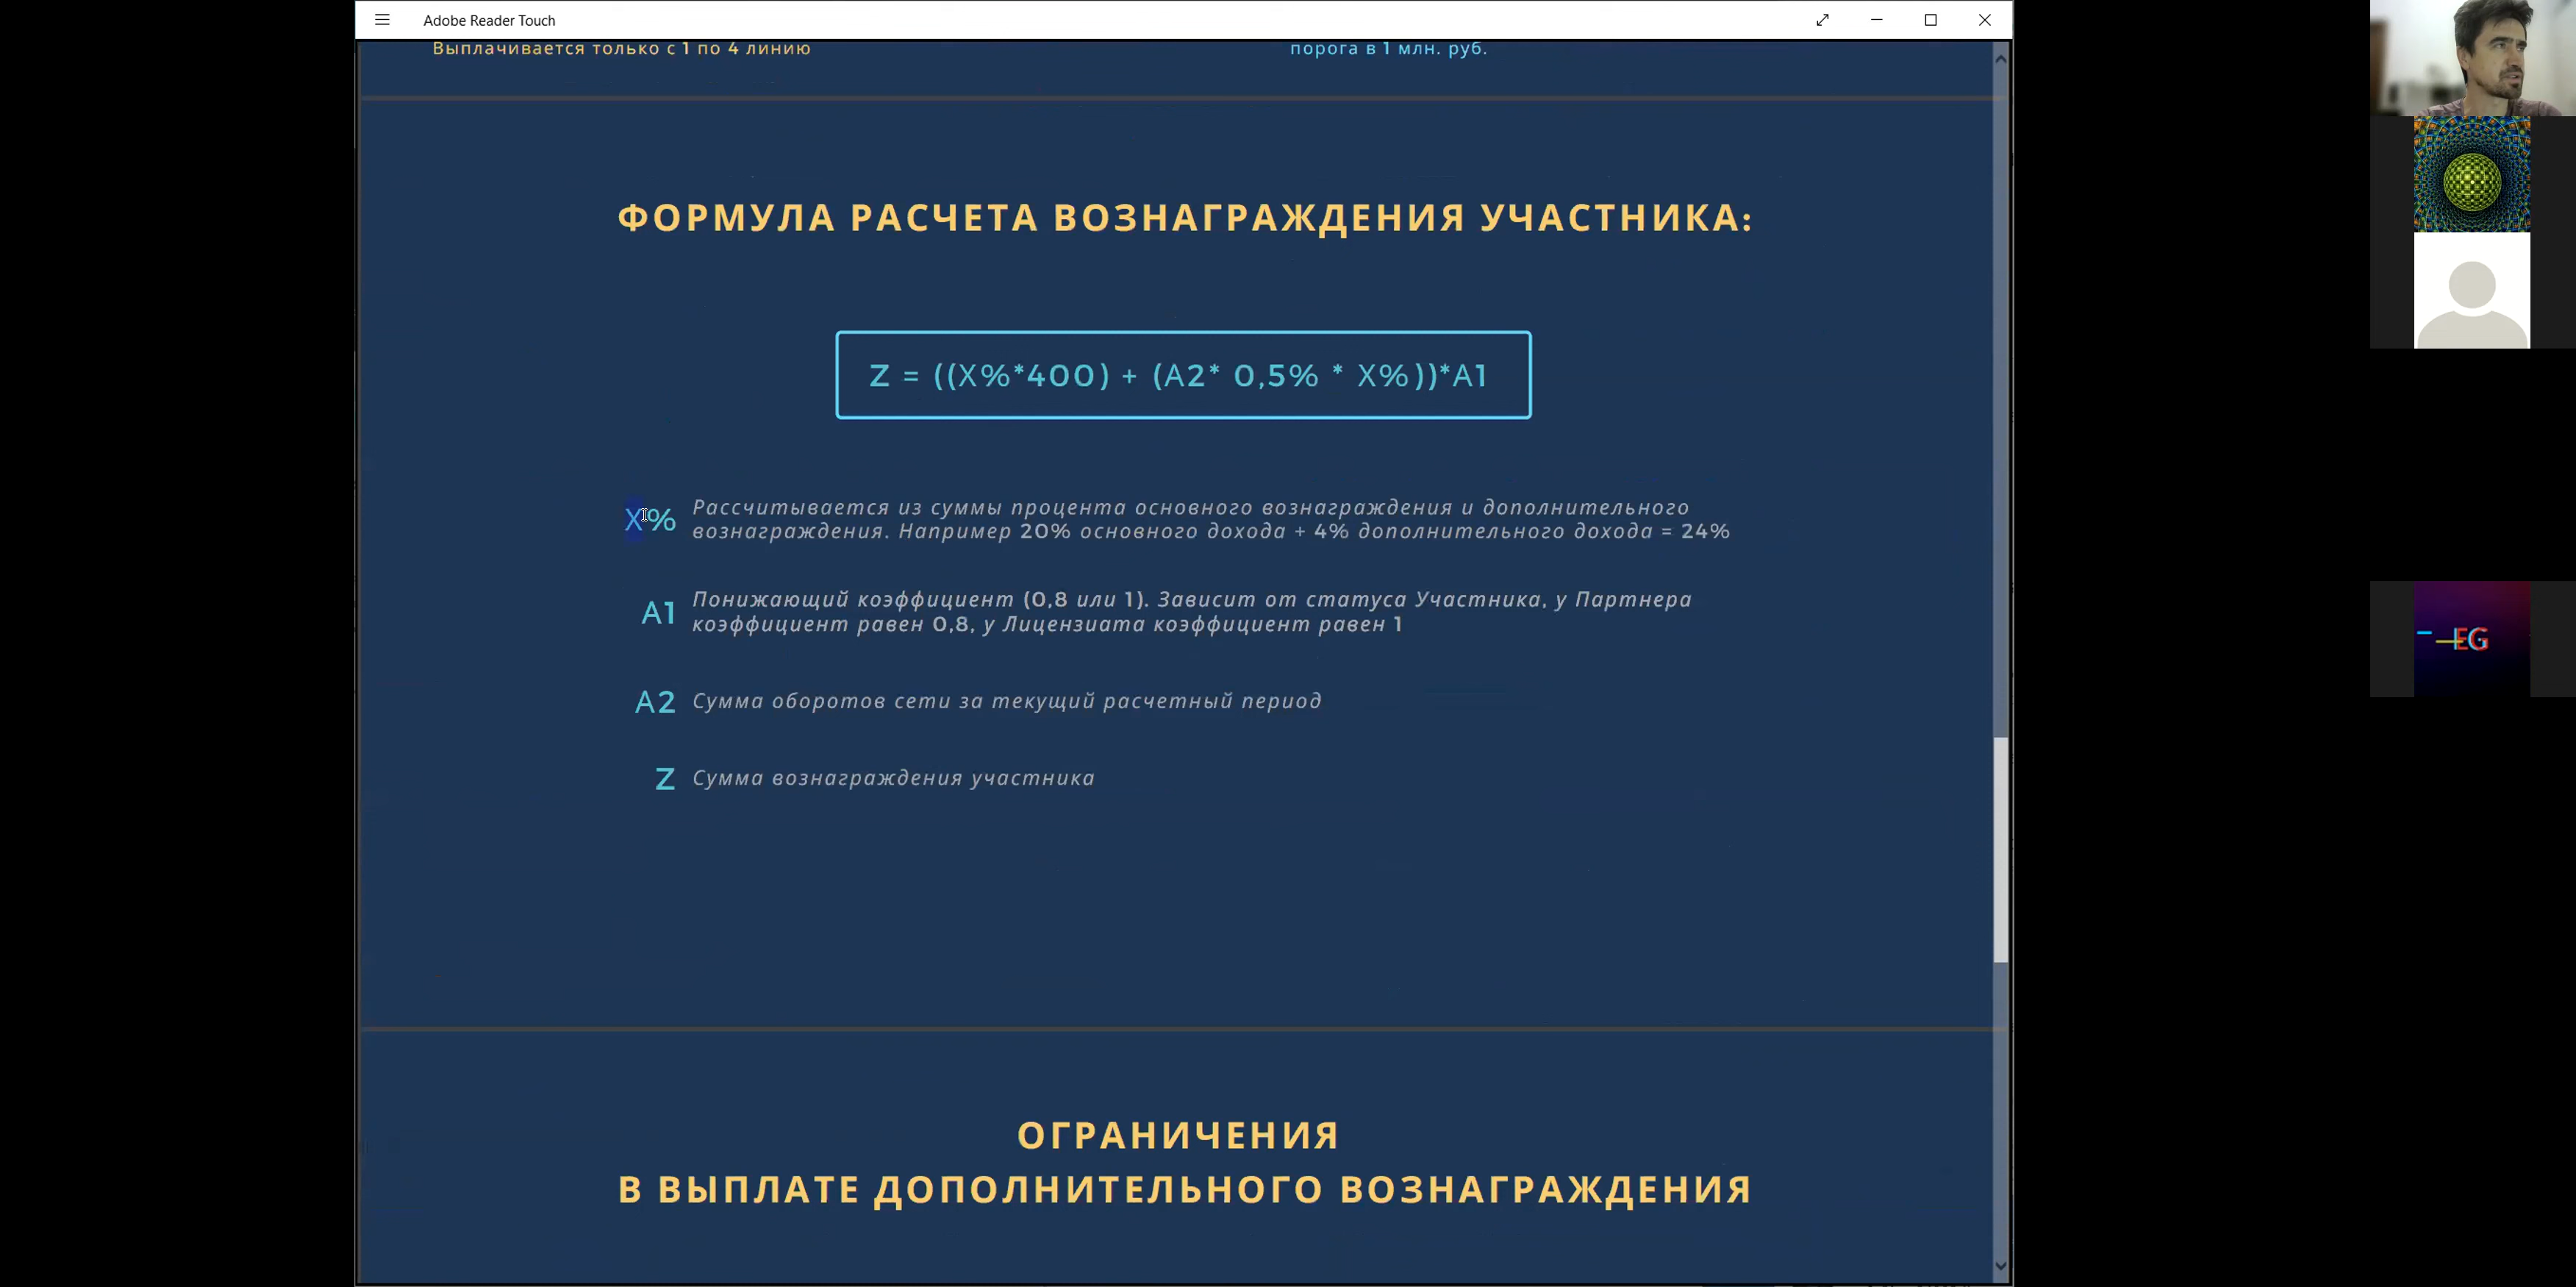 Adobe Reader Touch
Выплачивается только с 1 по 4 линию
порога в 1 млн. руб.
ФОРМУЛА РАСЧЕТА ВОЗНАГРАЖДЕНИЯ УЧАСТНИКА:
Z = ((X%*400) + (A2* 0,5% * X%))*A1
X% Рассчитывается из суммы процента основного вознаграждения и дополнительного
вознаграждения. Например 20% основного дохода + 4% дополнительного дохода = 24%
A1 Понижающий коэффициент (0,8 или 1). Зависит от статуса Участника, у Партнера
коэффициент равен 0,8, у Лицензиата коэффициент равен 1
A2 Сумма оборотов сети за текущий расчетный период
Z Сумма вознаграждения участника
ОГРАНИЧЕНИЯ
В ВЫПЛАТЕ ДОПОЛНИТЕЛЬНОГО ВОЗНАГРАЖДЕНИЯ
EG